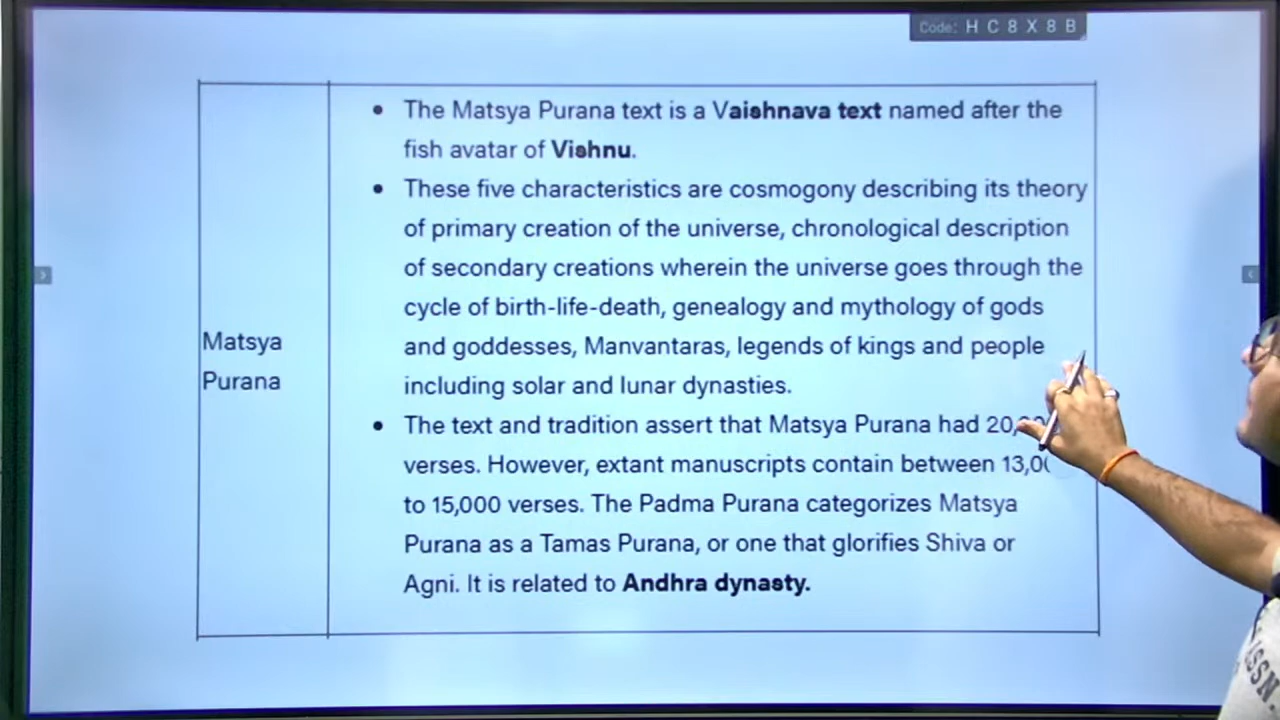 Code: H C 8 X 8 B
The Matsya Purana text is a Vaishnava text named after the
fish avatar of Vishnu.
These five characteristics are cosmogony describing its theory
of primary creation of the universe, chronological description
of secondary creations wherein the universe goes through the
cycle of birth-life-death, genealogy and mythology of gods
and goddesses, Manvantaras, legends of kings and people
including solar and lunar dynasties.
Matsya
Purana
The text and tradition assert that Matsya Purana had
verses. However, extant manuscripts contain between
to 15,000 verses. The Padma Purana categorizes Matsya
Purana as a Tamas Purana, or one that glorifies Shiva or
Agni. It is related to Andhra dynasty.